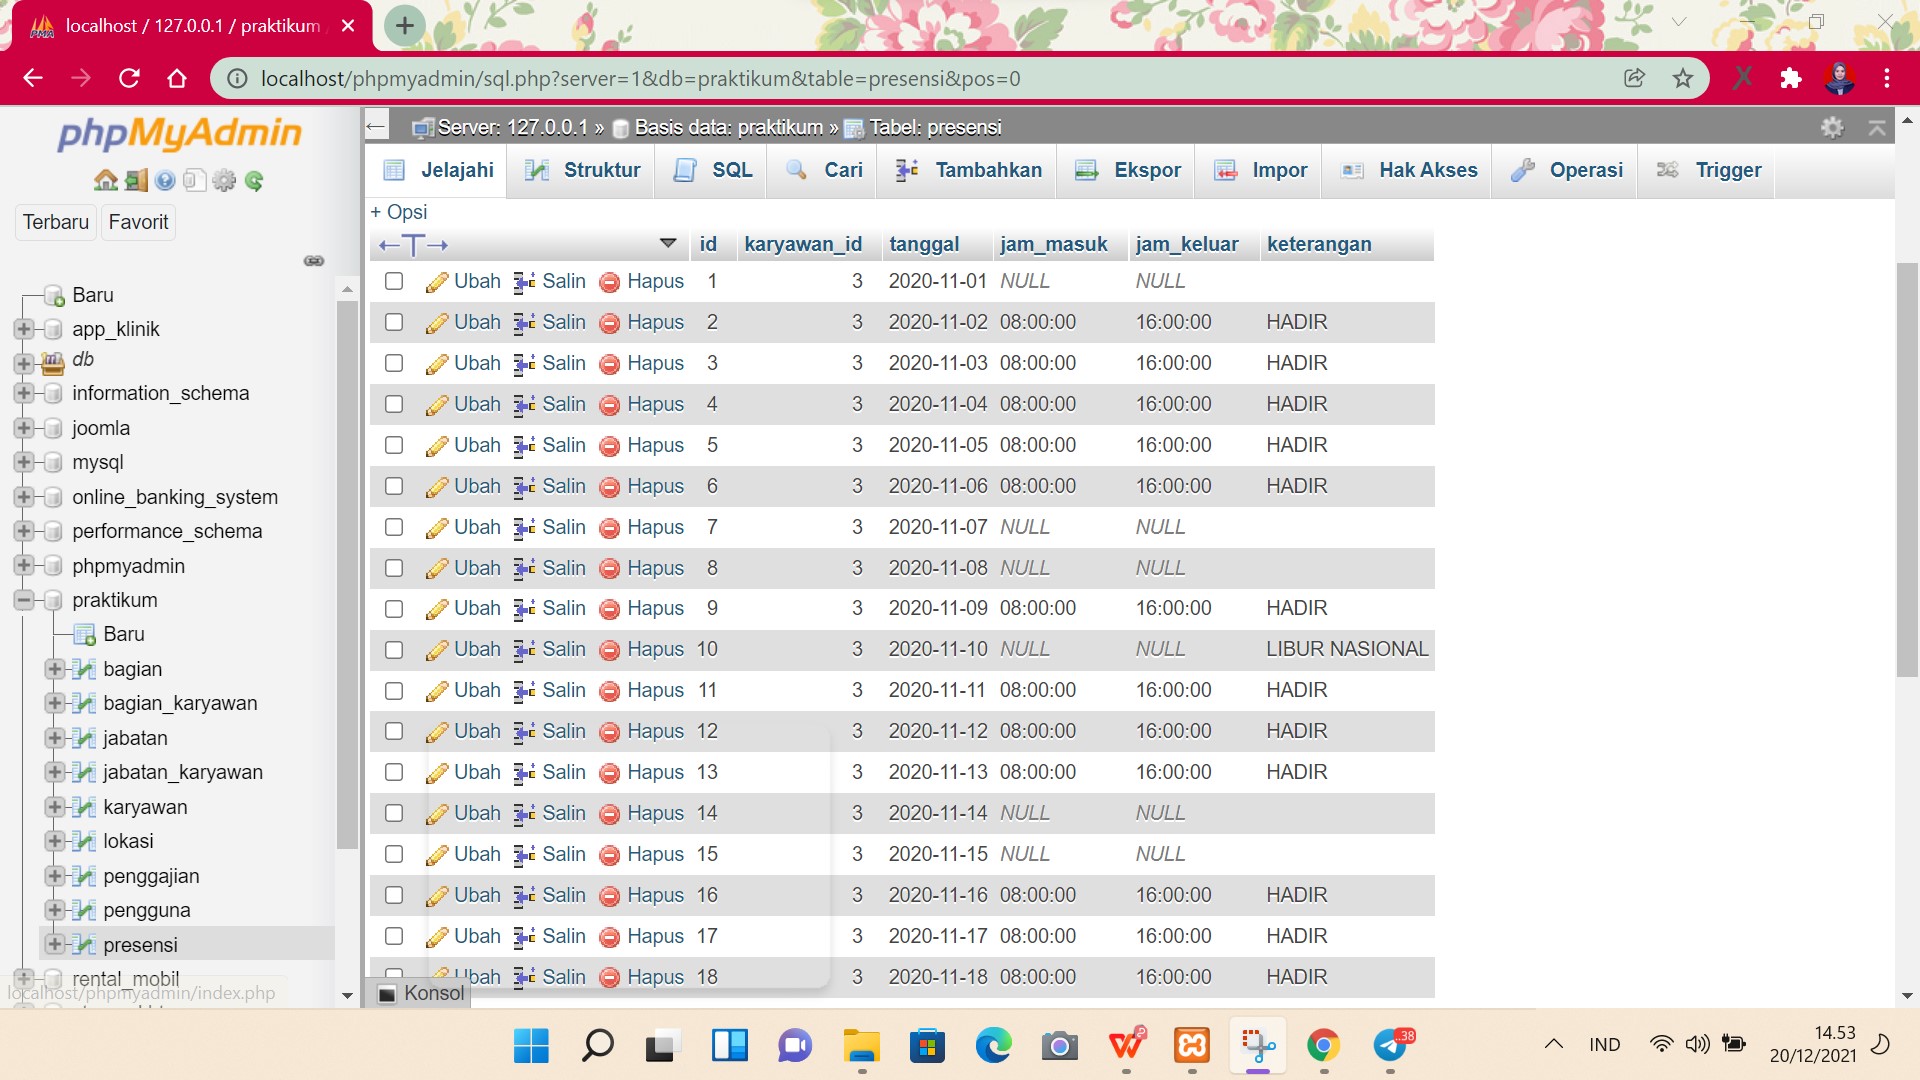 localhost / 127.0.0.1 / praktikum
localhost/phpmyadmin/sql.php?server=1&db=praktikum&table=presensi&pos=0
phpMyAdmin
Terbaru Favorit
Baru
app_klinik
db
information_schema
joomla
mysql
online_banking_system
performance_schema
phpmyadmin
praktikum
Baru
bagian
bagian_karyawan
jabatan
jabatan_karyawan
karyawan
lokasi
penggajian
pengguna
presensi
rental_mobil
localhost/phpmyadmin/index.php
Server: 127.0.0.1 » Basis data: praktikum » Tabel: presensi
Jelajahi Struktur SQL Cari Tambahkan Ekspor Impor Hak Akses Operasi Trigger
+ Opsi
←T→ id karyawan_id tanggal jam_masuk jam_keluar keterangan
Ubah Salin Hapus 1 3 2020-11-01 NULL NULL
Ubah Salin Hapus 2 3 2020-11-02 08:00:00 16:00:00 HADIR
Ubah Salin Hapus 3 3 2020-11-03 08:00:00 16:00:00 HADIR
Ubah Salin Hapus 4 3 2020-11-04 08:00:00 16:00:00 HADIR
Ubah Salin Hapus 5 3 2020-11-05 08:00:00 16:00:00 HADIR
Ubah Salin Hapus 6 3 2020-11-06 08:00:00 16:00:00 HADIR
Ubah Salin Hapus 7 3 2020-11-07 NULL NULL
Ubah Salin Hapus 8 3 2020-11-08 NULL NULL
Ubah Salin Hapus 9 3 2020-11-09 08:00:00 16:00:00 HADIR
Ubah Salin Hapus 10 3 2020-11-10 NULL NULL LIBUR NASIONAL
Ubah Salin Hapus 11 3 2020-11-11 08:00:00 16:00:00 HADIR
Ubah Salin Hapus 12 3 2020-11-12 08:00:00 16:00:00 HADIR
Ubah Salin Hapus 13 3 2020-11-13 08:00:00 16:00:00 HADIR
Ubah Salin Hapus 14 3 2020-11-14 NULL NULL
Ubah Salin Hapus 15 3 2020-11-15 NULL NULL
Ubah Salin Hapus 16 3 2020-11-16 08:00:00 16:00:00 HADIR
Ubah Salin Hapus 17 3 2020-11-17 08:00:00 16:00:00 HADIR
Ubah Salin Hapus 18 3 2020-11-18 08:00:00 16:00:00 HADIR
Konsol
38
IND
14.53
20/12/2021